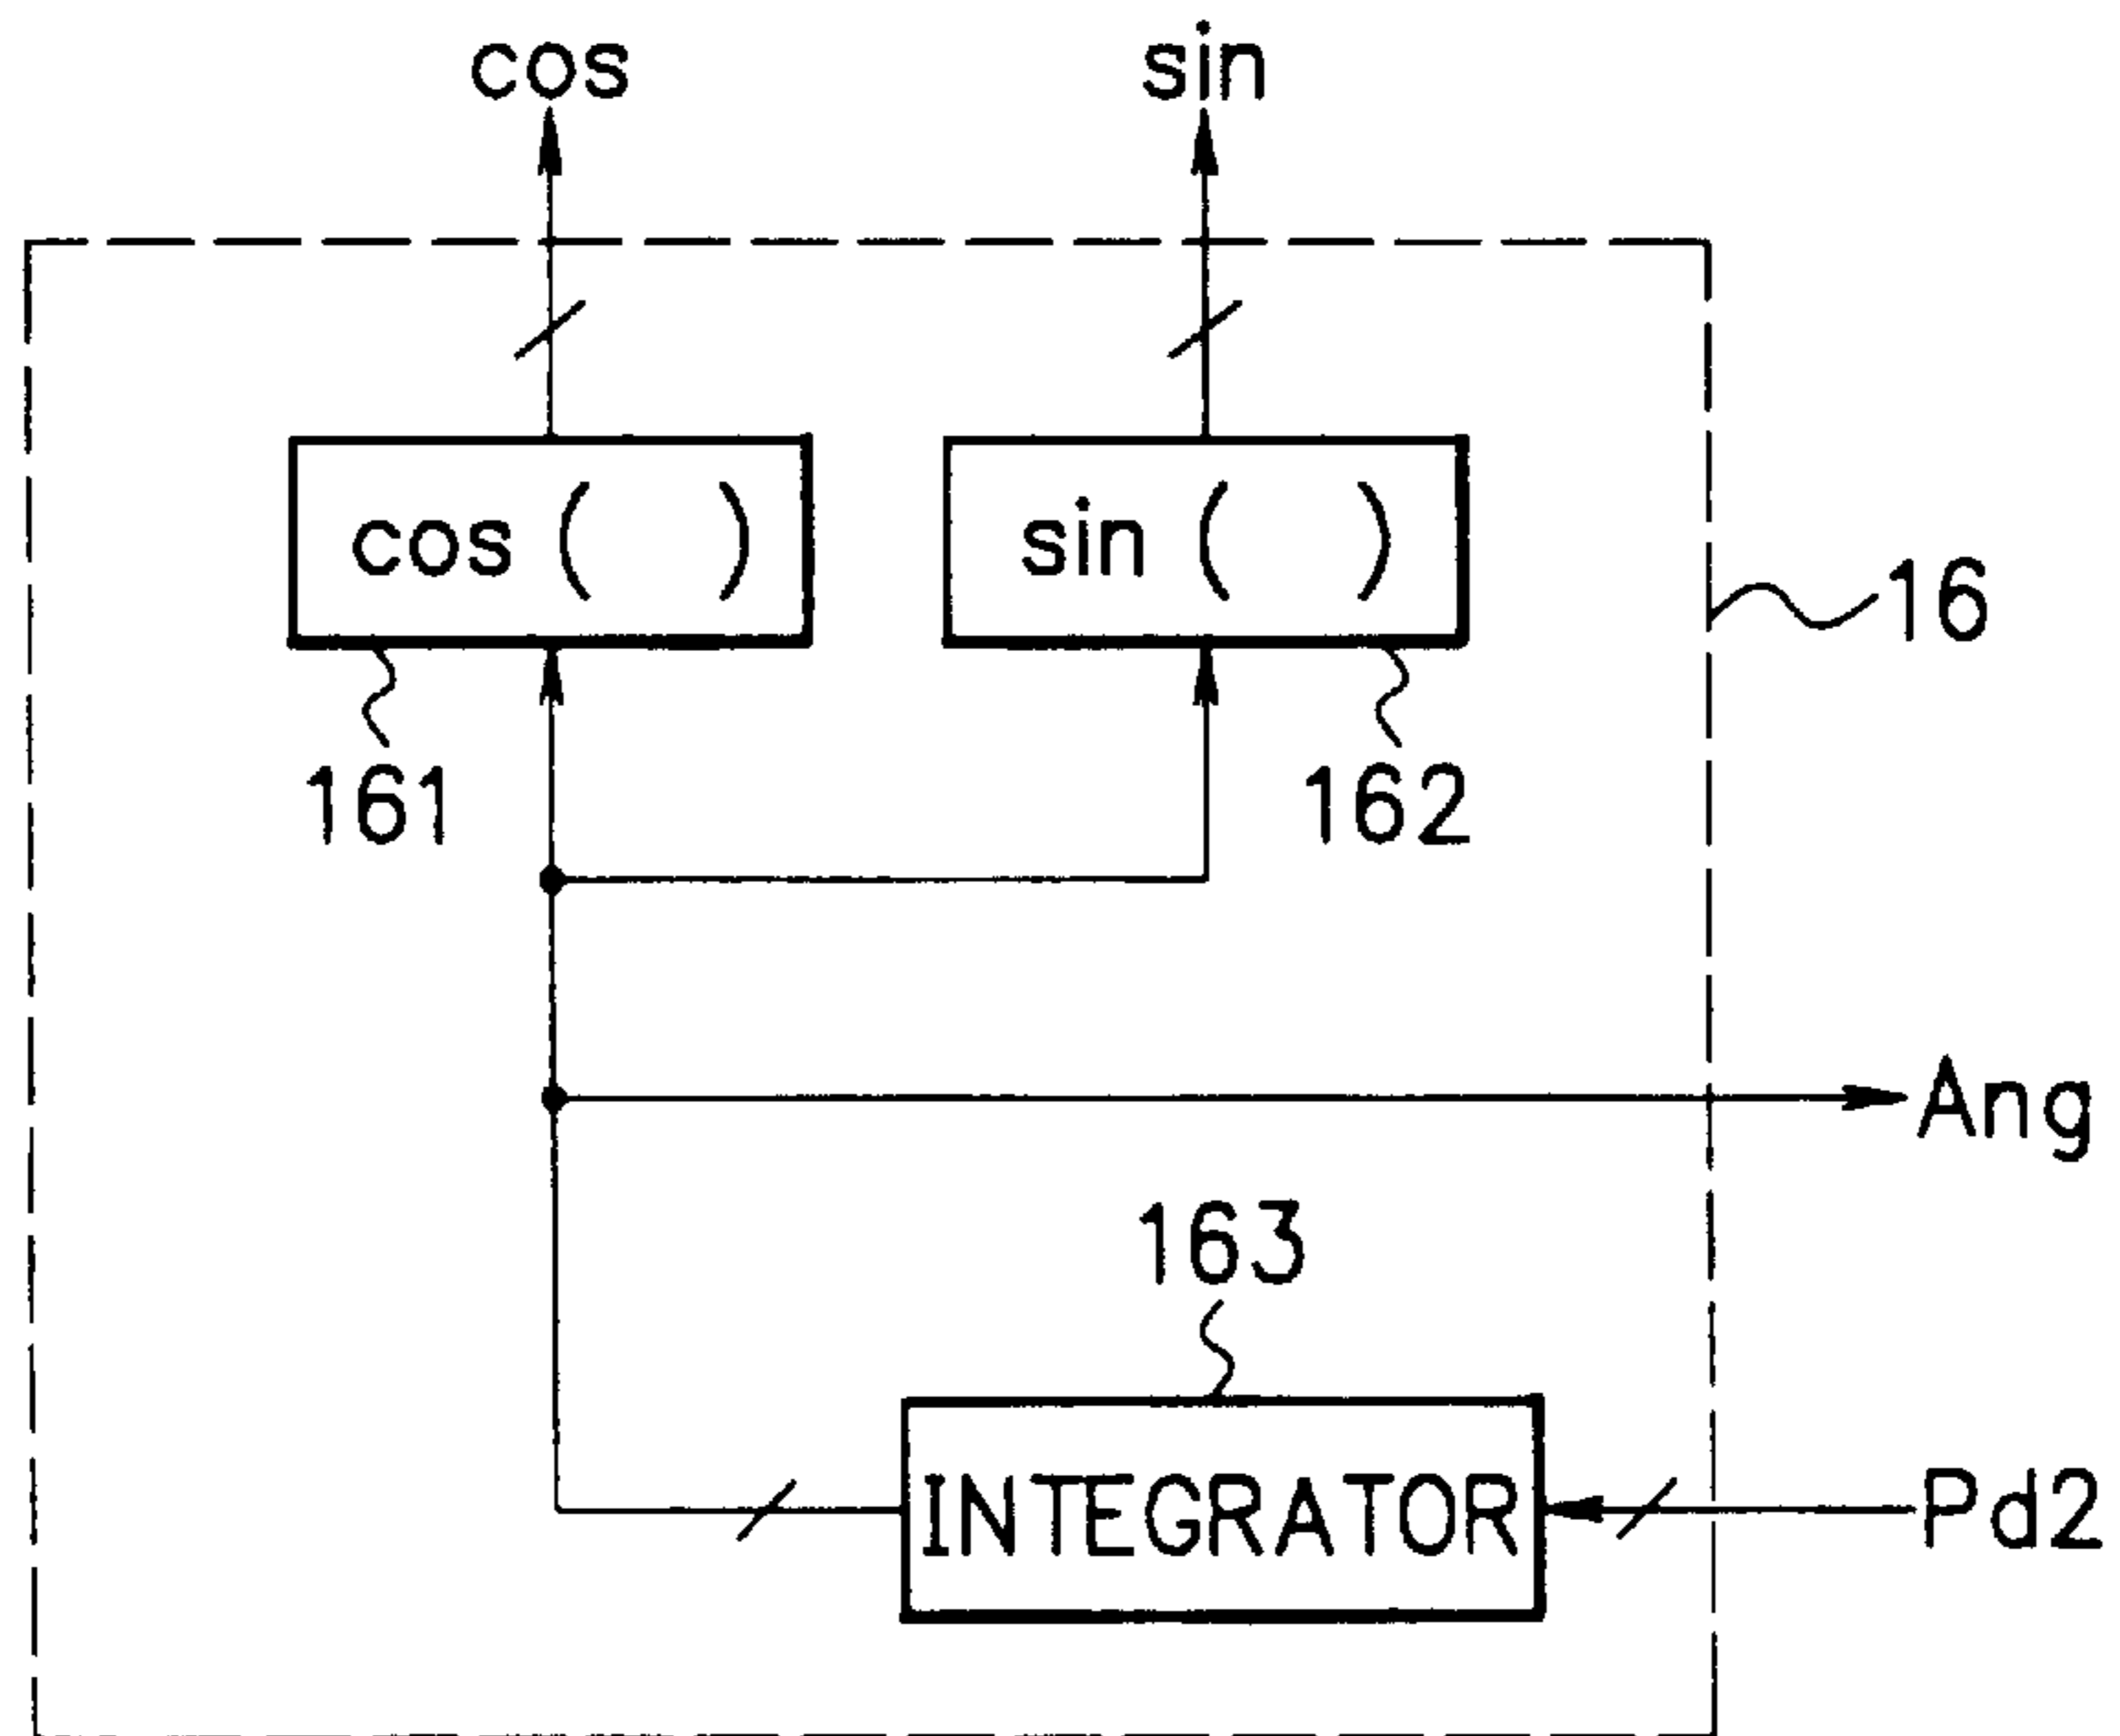 cos
sin
cos ( )
sin ( )
16
161
162
Ang
163
INTEGRATOR
Pd2